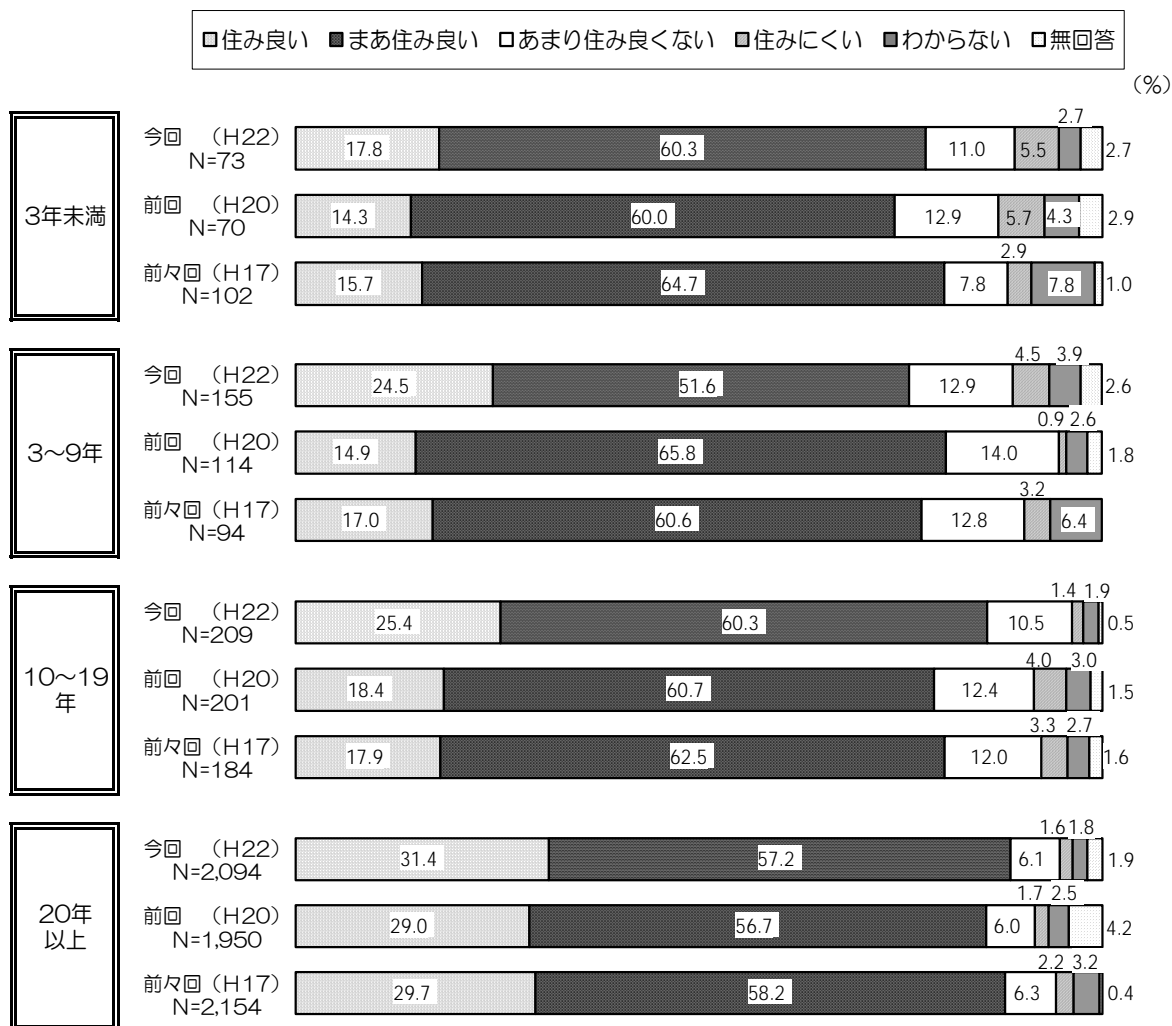 □住み良い ■まあ住み良い □あまり住み良くない □住みにくい ■わからない □無回答
(%)
3年未満
今回 (H22)
N=73
17.8 60.3 11.0 5.5 2.7 2.7
前回 (H20)
N=70
14.3 60.0 12.9 5.7 4.3 2.9
前々回(H17)
N=102
15.7 64.7 7.8 2.9 7.8 1.0
3～9年
今回 (H22)
N=155
24.5 51.6 12.9 4.5 3.9 2.6
前回 (H20)
N=114
14.9 65.8 14.0 0.9 2.6 1.8
前々回(H17)
N=94
17.0 60.6 12.8 3.2 6.4
10～19
年
今回 (H22)
N=209
25.4 60.3 10.5 1.4 1.9 0.5
前回 (H20)
N=201
18.4 60.7 12.4 4.0 3.0 1.5
前々回(H17)
N=184
17.9 62.5 12.0 3.3 2.7 1.6
20年
以上
今回 (H22)
N=2,094
31.4 57.2 6.1 1.6 1.8 1.9
前回 (H20)
N=1,950
29.0 56.7 6.0 1.7 2.5 4.2
前々回(H17)
N=2,154
29.7 58.2 6.3 2.2 3.2 0.4